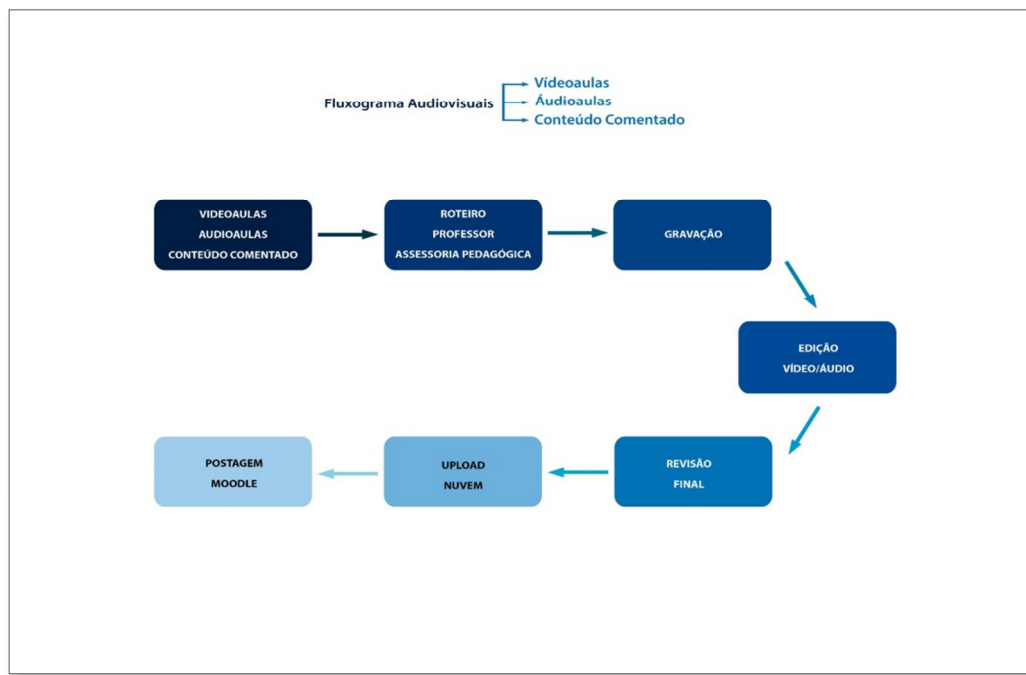 Fluxograma Audiovisuais
Vídeoaulas
Áudioaulas
Conteúdo Comentado
VIDEOAULAS
AUDIOAULAS
CONTEÚDO COMENTADO
ROTEIRO
PROFESSOR
ASSESSORIA PEDAGÓGICA
GRAVAÇÃO
EDIÇÃO
VÍDEO/ÁUDIO
REVISÃO
FINAL
UPLOAD
NUVEM
POSTAGEM
MOODLE